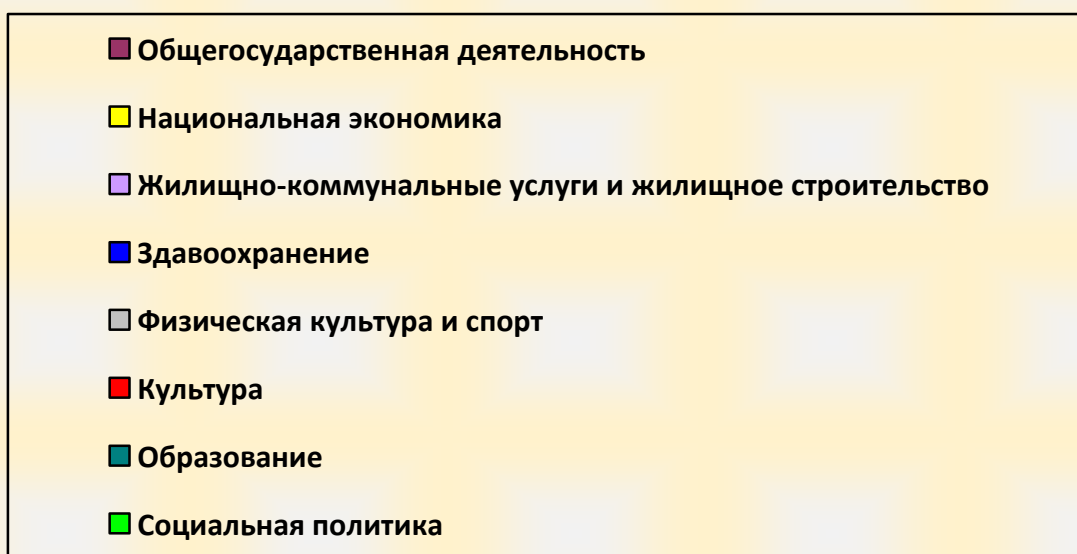 Общегосударственная деятельность
Национальная экономика
Жилищно-коммунальные услуги и жилищное строительство
Здавоохранение
Физическая культура и спорт
Культура
Образование
Социальная политика